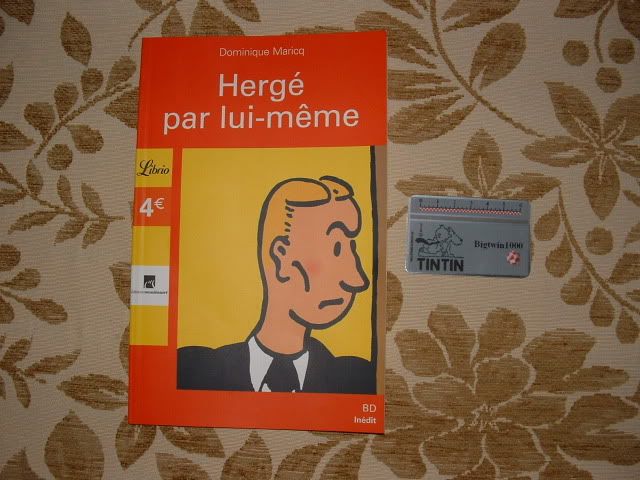 Dominique Maricq
Hergé
par lui-même
Librio
4€
BD
Inédit
Bigtwin1000
TINTIN